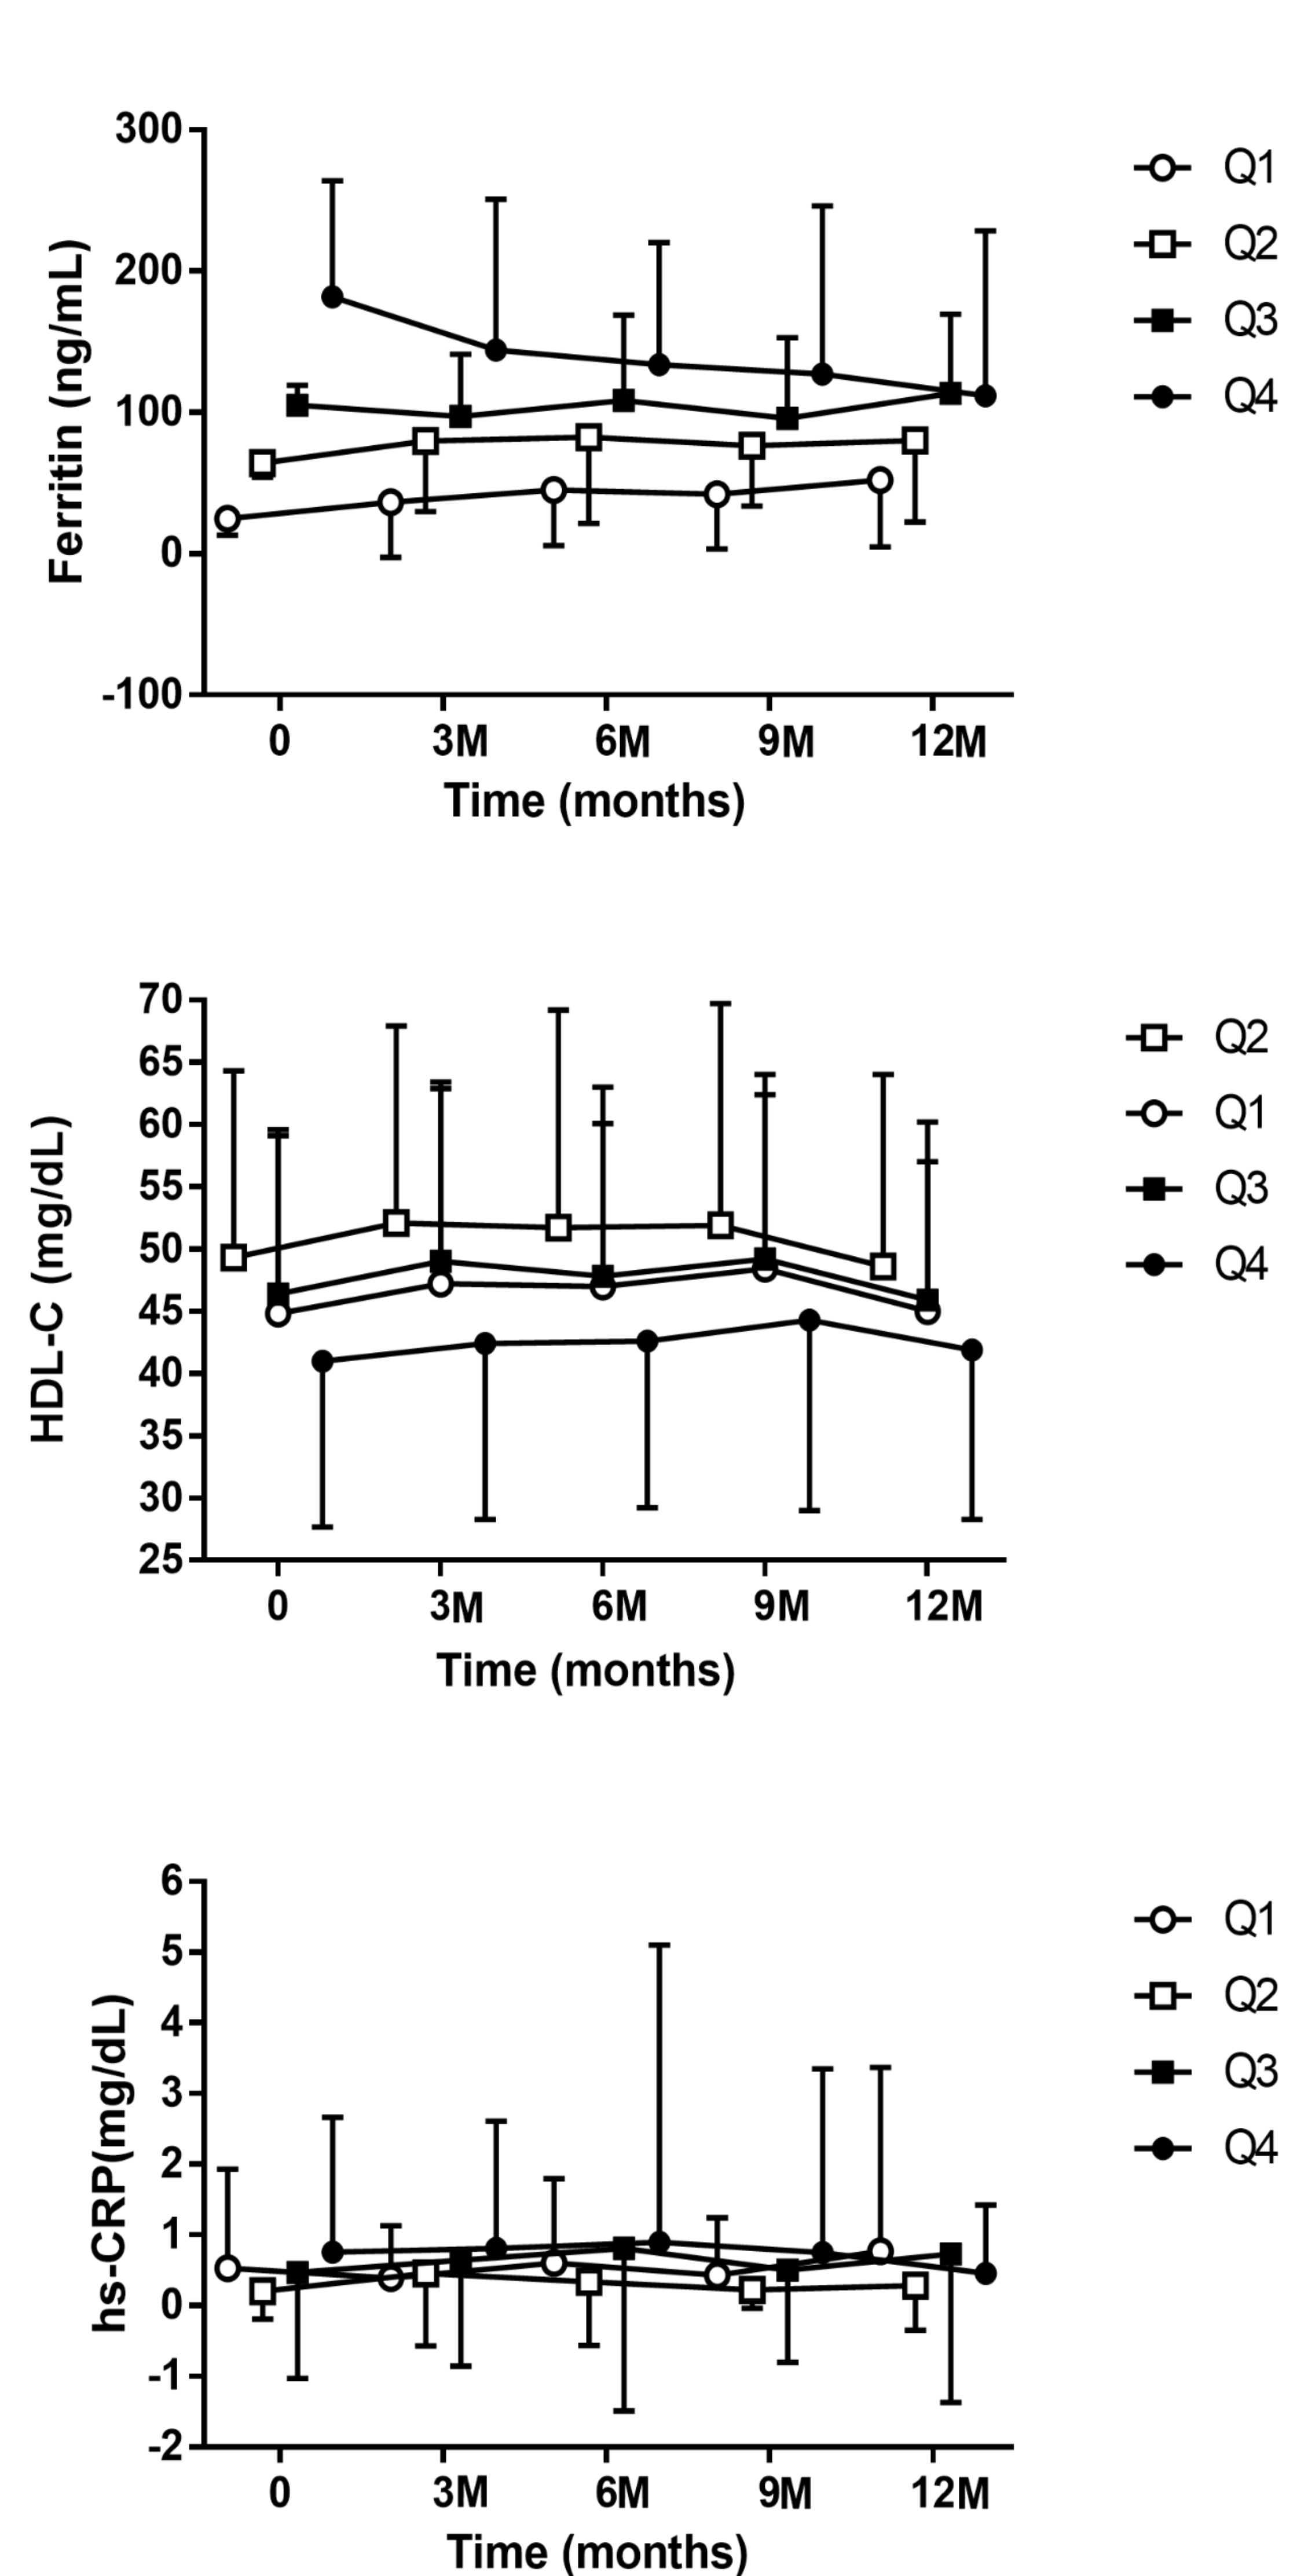 300
200
100
0
-100
Ferritin (ng/mL)
0 3M 6M 9M 12M
Time (months)
Q1
Q2
Q3
Q4
70
65
60
55
50
45
40
35
30
25
HDL-C (mg/dL)
0 3M 6M 9M 12M
Time (months)
Q2
Q1
Q3
Q4
6
5
4
3
2
1
0
-1
-2
hs-CRP(mg/dL)
0 3M 6M 9M 12M
Time (months)
Q1
Q2
Q3
Q4